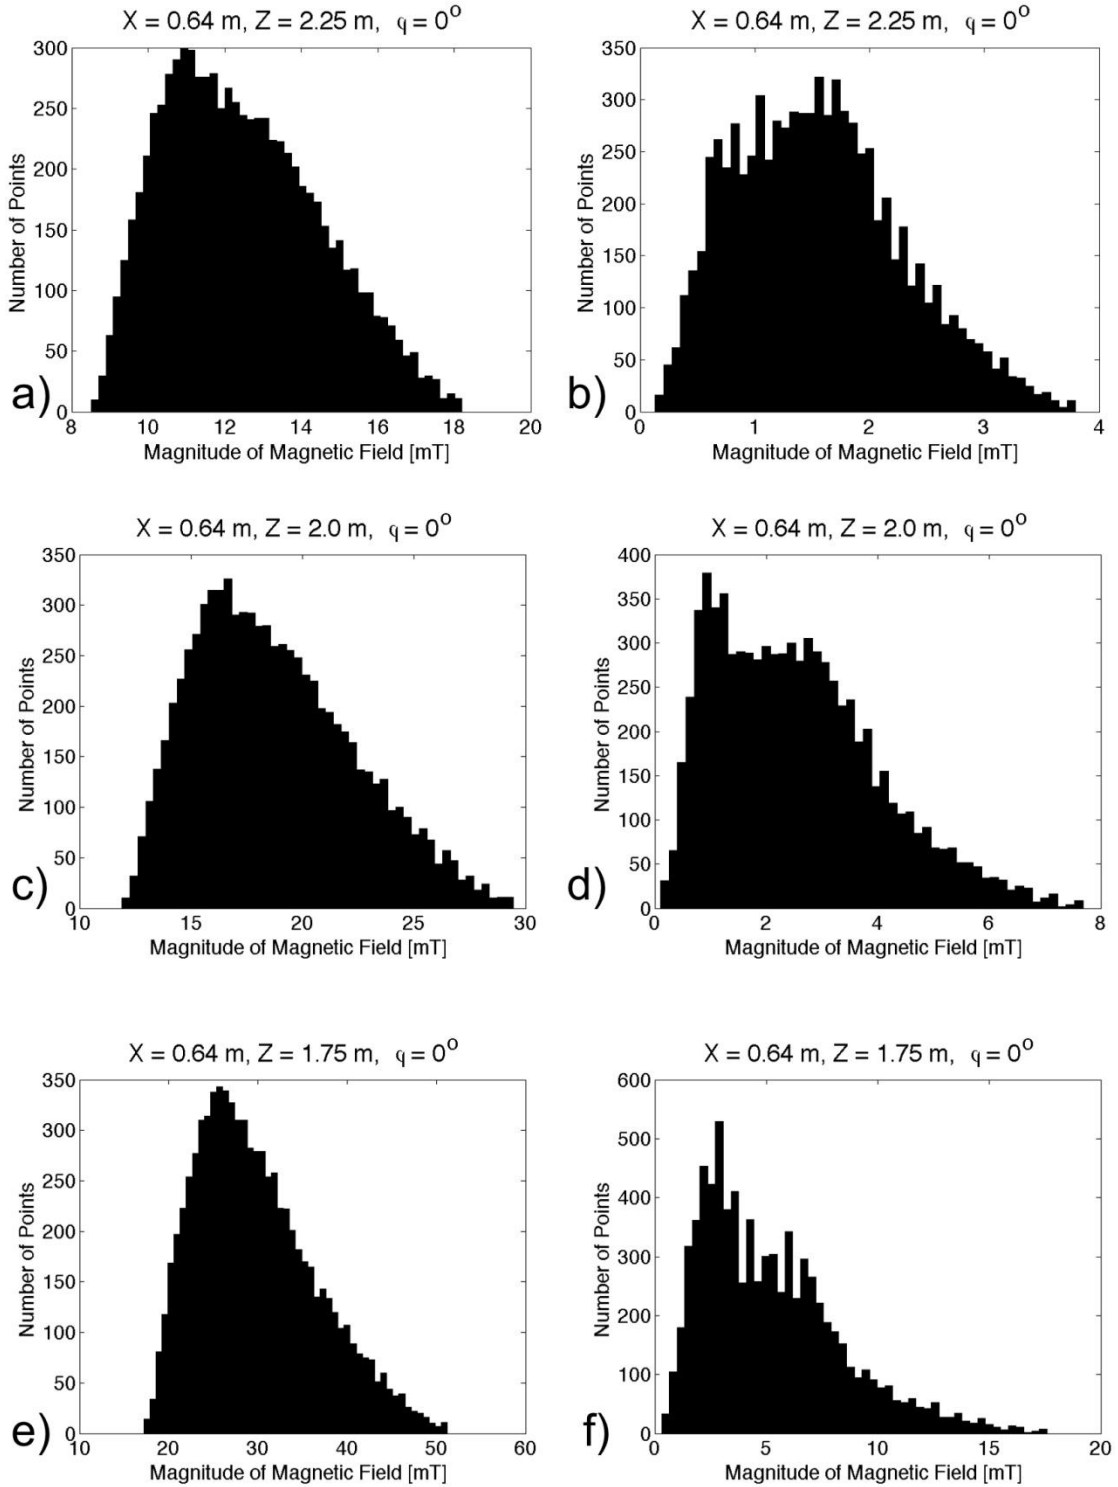 X = 0.64 m, Z = 2.25 m, q = 0º
300
250
200
150
100
50
0
8 10 12 14 16 18 20
Number of Points
Magnitude of Magnetic Field [mT]
a)
X = 0.64 m, Z = 2.25 m, q = 0º
350
300
250
200
150
100
50
0
0 1 2 3 4
Number of Points
Magnitude of Magnetic Field [mT]
b)
X = 0.64 m, Z = 2.0 m, q = 0º
350
300
250
200
150
100
50
0
10 15 20 25 30
Number of Points
Magnitude of Magnetic Field [mT]
c)
X = 0.64 m, Z = 2.0 m, q = 0º
400
350
300
250
200
150
100
50
0
0 2 4 6 8
Number of Points
Magnitude of Magnetic Field [mT]
d)
X = 0.64 m, Z = 1.75 m, q = 0º
350
300
250
200
150
100
50
0
10 20 30 40 50 60
Number of Points
Magnitude of Magnetic Field [mT]
e)
X = 0.64 m, Z = 1.75 m, q = 0º
600
500
400
300
200
100
0
0 5 10 15 20
Number of Points
Magnitude of Magnetic Field [mT]
f)